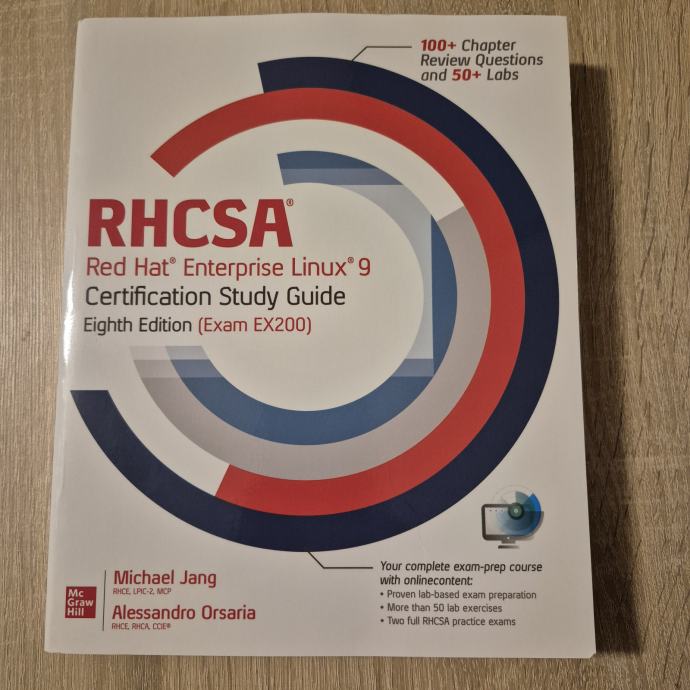 100+ Chapter
Review Questions
and 50+ Labs
RHCSA®
Red Hat® Enterprise Linux® 9
Certification Study Guide
Eighth Edition (Exam EX200)
Your complete exam-prep course
with onlinecontent:
• Proven lab-based exam preparation
• More than 50 lab exercises
• Two full RHCSA practice exams
Mc
Graw
Hill
Michael Jang
RHCE, LPIC-2, MCP
Alessandro Orsaria
RHCE, RHCA, CCIE®